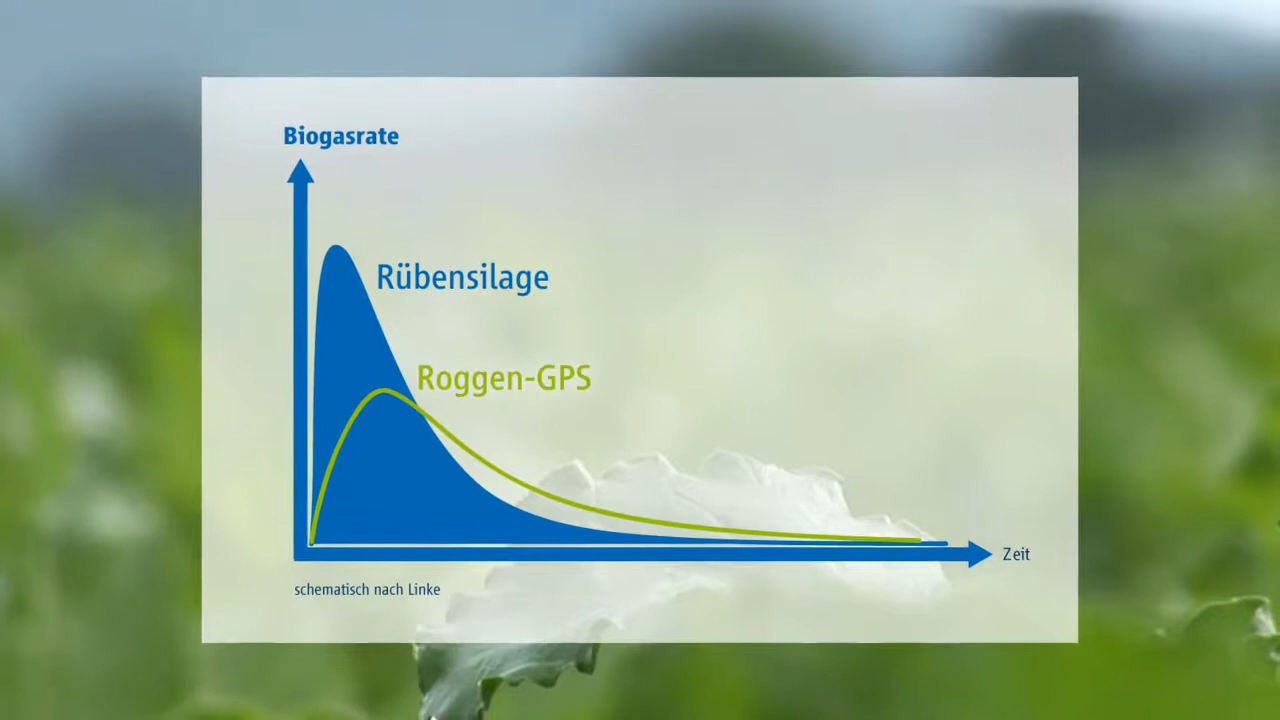 Biogasrate
Rübensilage
Roggen-GPS
Zeit
schematisch nach Linke